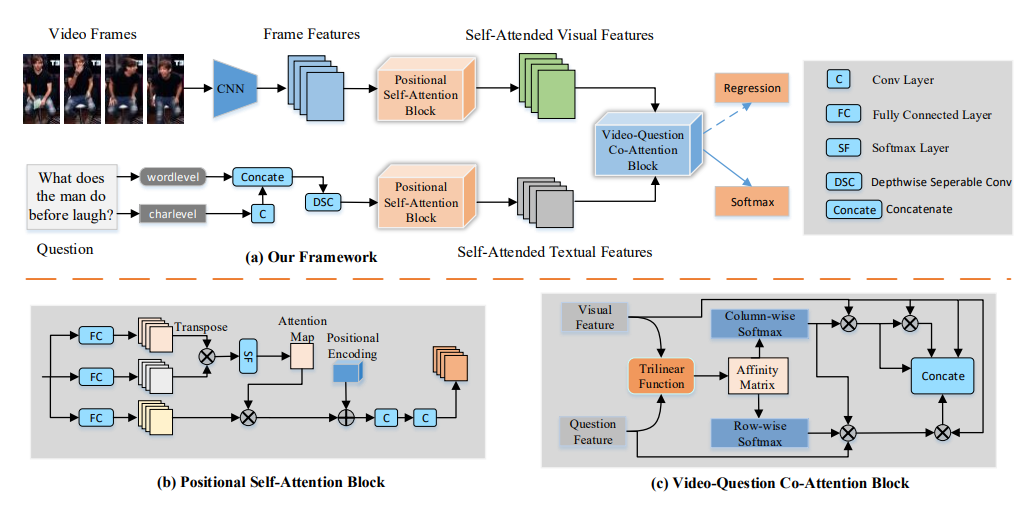 Video Frames
Frame Features
Self-Attended Visual Features
CNN
Positional
Self-Attention
Block
Video-Question
Co-Attention
Block
Regression
Softmax
What does
the man do
before laugh?
Question
wordlevel
charlevel
Concate
C
DSC
Positional
Self-Attention
Block
Self-Attended Textual Features
(a) Our Framework
C
Conv Layer
FC
Fully Connected Layer
SF
Softmax Layer
DSC
Depthwise Seperable Conv
Concate
Concatenate
FC
FC
FC
Transpose
SF
Attention
Map
Positional
Encoding
C
C
(b) Positional Self-Attention Block
Visual
Feature
Question
Feature
Trilinear
Function
Column-wise
Softmax
Affinity
Matrix
Row-wise
Softmax
Concate
(c) Video-Question Co-Attention Block